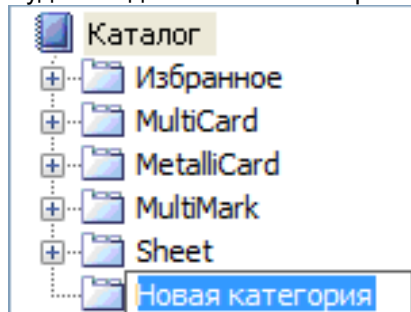 Каталог
Избранное
MultiCard
MetalliCard
MultiMark
Sheet
Новая категория